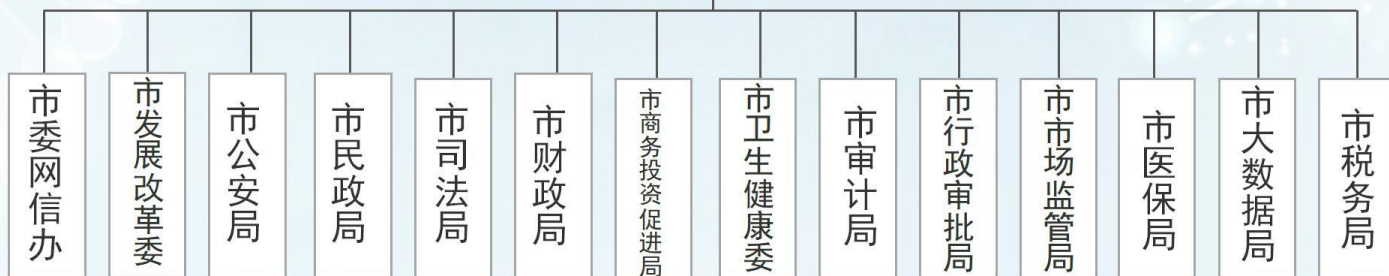 市委网信办
市发展改革委
市公安局
市民政局
市司法局
市财政局
市商务投资促进局
市卫生健康委
市审计局
市行政审批局
市市场监管局
市医保局
市大数据局
市税务局